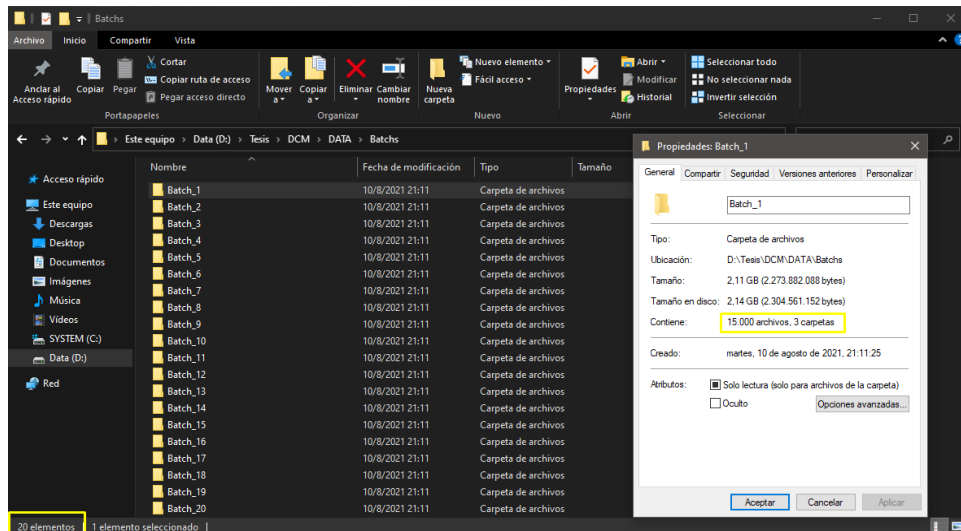 Batchs
Archivo Inicio Compartir Vista
Anclar al Acceso rápido
Copiar
Pegar
Cortar
Copiar ruta de acceso
Pegar acceso directo
Portapapeles
Mover a
Copiar a
Eliminar
Cambiar nombre
Organizar
Nueva carpeta
Nuevo elemento
Fácil acceso
Nuevo
Propiedades
Abrir
Modificar
Historial
Abrir
Seleccionar todo
No seleccionar nada
Invertir selección
Seleccionar
Este equipo > Data (D:) > Tesis > DCM > DATA > Batchs
Acceso rápido
Este equipo
Descargas
Desktop
Documentos
Imágenes
Música
Vídeos
SYSTEM (C:)
Data (D:)
Red
Nombre Fecha de modificación Tipo Tamaño
Batch_1 10/8/2021 21:11 Carpeta de archivos
Batch_2 10/8/2021 21:11 Carpeta de archivos
Batch_3 10/8/2021 21:11 Carpeta de archivos
Batch_4 10/8/2021 21:11 Carpeta de archivos
Batch_5 10/8/2021 21:11 Carpeta de archivos
Batch_6 10/8/2021 21:11 Carpeta de archivos
Batch_7 10/8/2021 21:11 Carpeta de archivos
Batch_8 10/8/2021 21:11 Carpeta de archivos
Batch_9 10/8/2021 21:11 Carpeta de archivos
Batch_10 10/8/2021 21:11 Carpeta de archivos
Batch_11 10/8/2021 21:11 Carpeta de archivos
Batch_12 10/8/2021 21:11 Carpeta de archivos
Batch_13 10/8/2021 21:11 Carpeta de archivos
Batch_14 10/8/2021 21:11 Carpeta de archivos
Batch_15 10/8/2021 21:11 Carpeta de archivos
Batch_16 10/8/2021 21:11 Carpeta de archivos
Batch_17 10/8/2021 21:11 Carpeta de archivos
Batch_18 10/8/2021 21:11 Carpeta de archivos
Batch_19 10/8/2021 21:11 Carpeta de archivos
Batch_20 10/8/2021 21:11 Carpeta de archivos
20 elementos 1 elemento seleccionado
Propiedades: Batch_1
General Compartir Seguridad Versiones anteriores Personalizar
Batch_1
Tipo: Carpeta de archivos
Ubicación: D:\Tesis\DCM\DATA\Batchs
Tamaño: 2,11 GB (2.273.882.088 bytes)
Tamaño en disco: 2,14 GB (2.304.561.152 bytes)
Contiene: 15.000 archivos, 3 carpetas
Creado: martes, 10 de agosto de 2021, 21:11:25
Atributos: Solo lectura (solo para archivos de la carpeta)
Oculto Opciones avanzadas...
Aceptar Cancelar Aplicar